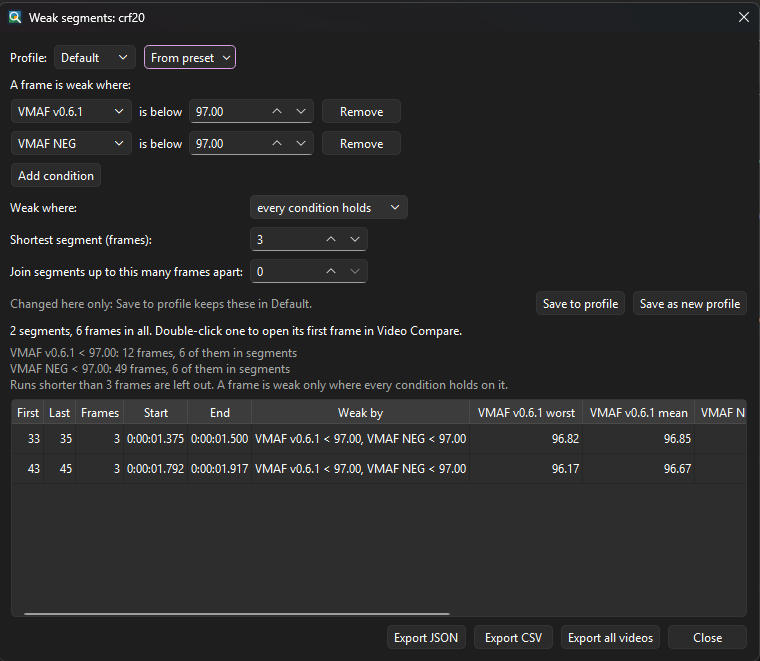 Weak segments: crf20
Profile: Default From preset
A frame is weak where:
VMAF v0.6.1 is below 97.00 Remove
VMAF NEG is below 97.00 Remove
Add condition
Weak where: every condition holds
Shortest segment (frames): 3
Join segments up to this many frames apart: 0
Changed here only: Save to profile keeps these in Default. Save to profile Save as new profile
2 segments, 6 frames in all. Double-click one to open its first frame in Video Compare.
VMAF v0.6.1 < 97.00: 12 frames, 6 of them in segments
VMAF NEG < 97.00: 49 frames, 6 of them in segments
Runs shorter than 3 frames are left out. A frame is weak only where every condition holds on it.
First Last Frames Start End Weak by VMAF v0.6.1 worst VMAF v0.6.1 mean VMAF N
33 35 3 0:00:01.375 0:00:01.500 VMAF v0.6.1 < 97.00, VMAF NEG < 97.00 96.82 96.85
43 45 3 0:00:01.792 0:00:01.917 VMAF v0.6.1 < 97.00, VMAF NEG < 97.00 96.17 96.67
Export JSON Export CSV Export all videos Close